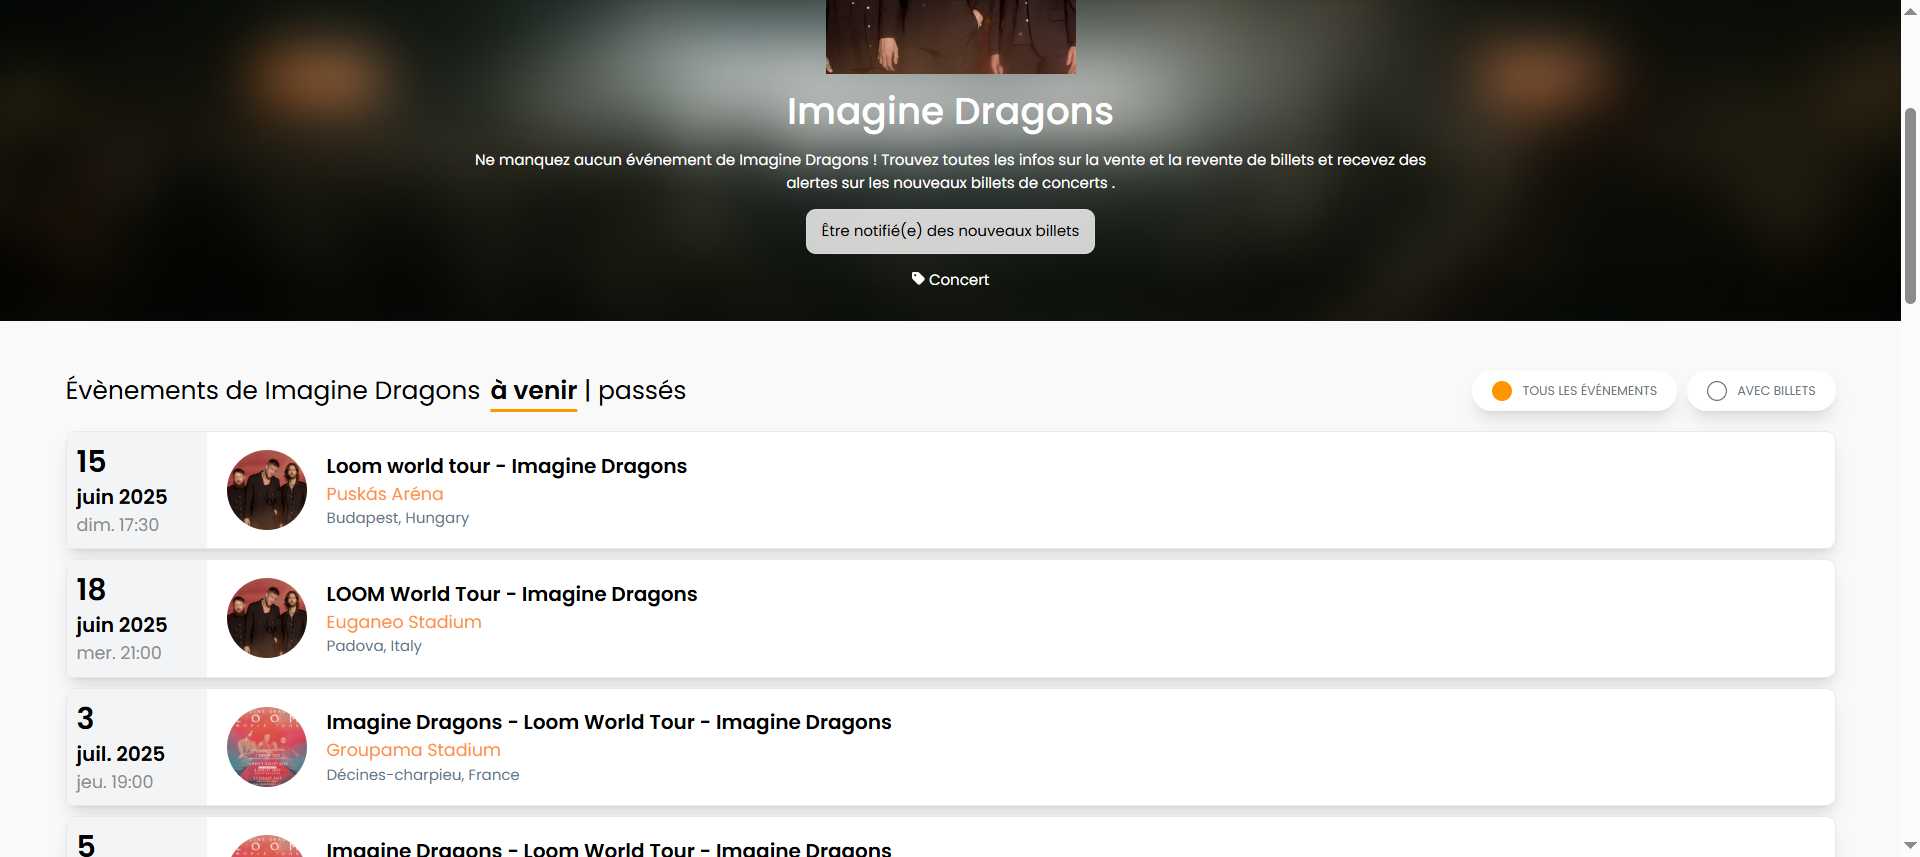 Imagine Dragons
Ne manquez aucun événement de Imagine Dragons ! Trouvez toutes les infos sur la vente et la revente de billets et recevez des
alertes sur les nouveaux billets de concerts .
Être notifié(e) des nouveaux billets
Concert
Évènements de Imagine Dragons à venir | passés
TOUS LES ÉVÉNEMENTS
AVEC BILLETS
15
juin 2025
dim. 17:30
Loom world tour - Imagine Dragons
Puskás Aréna
Budapest, Hungary
18
juin 2025
mer. 21:00
LOOM World Tour - Imagine Dragons
Euganeo Stadium
Padova, Italy
3
juil. 2025
jeu. 19:00
Imagine Dragons - Loom World Tour - Imagine Dragons
Groupama Stadium
Décines-charpieu, France
5
Imagine Dragons - Loom World Tour - Imagine Dragons